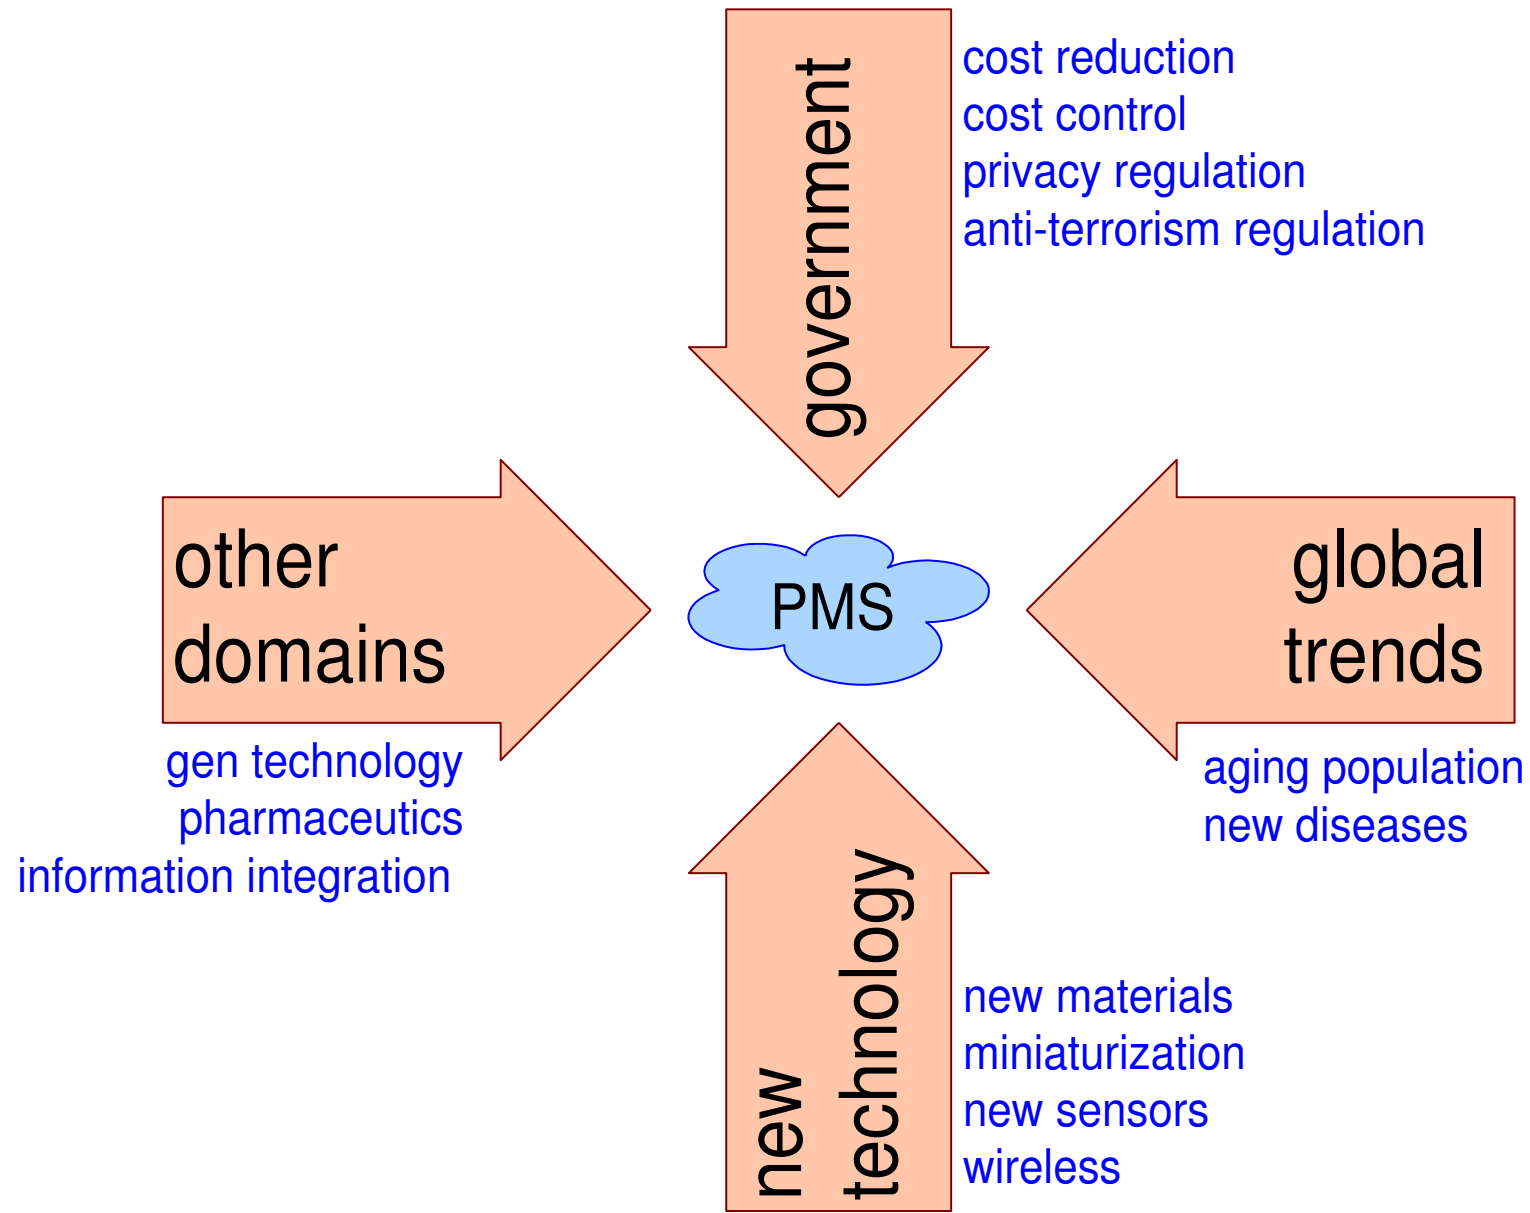 government
cost reduction
cost control
privacy regulation
anti-terrorism regulation
other
domains
gen technology
pharmaceutics
information integration
PMS
global
trends
aging population
new diseases
new
technology
new materials
miniaturization
new sensors
wireless